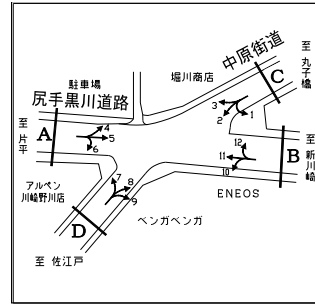 中原街道
至 丸子橋
駐車場
堀川商店
尻手黒川道路
C
至 片平
A
4
5
6
3
2
1
B
至 新川崎
12
11
10
アルペン
川崎野川店
7
8
9
ENEOS
D
ベンガベンガ
至 佐江戸